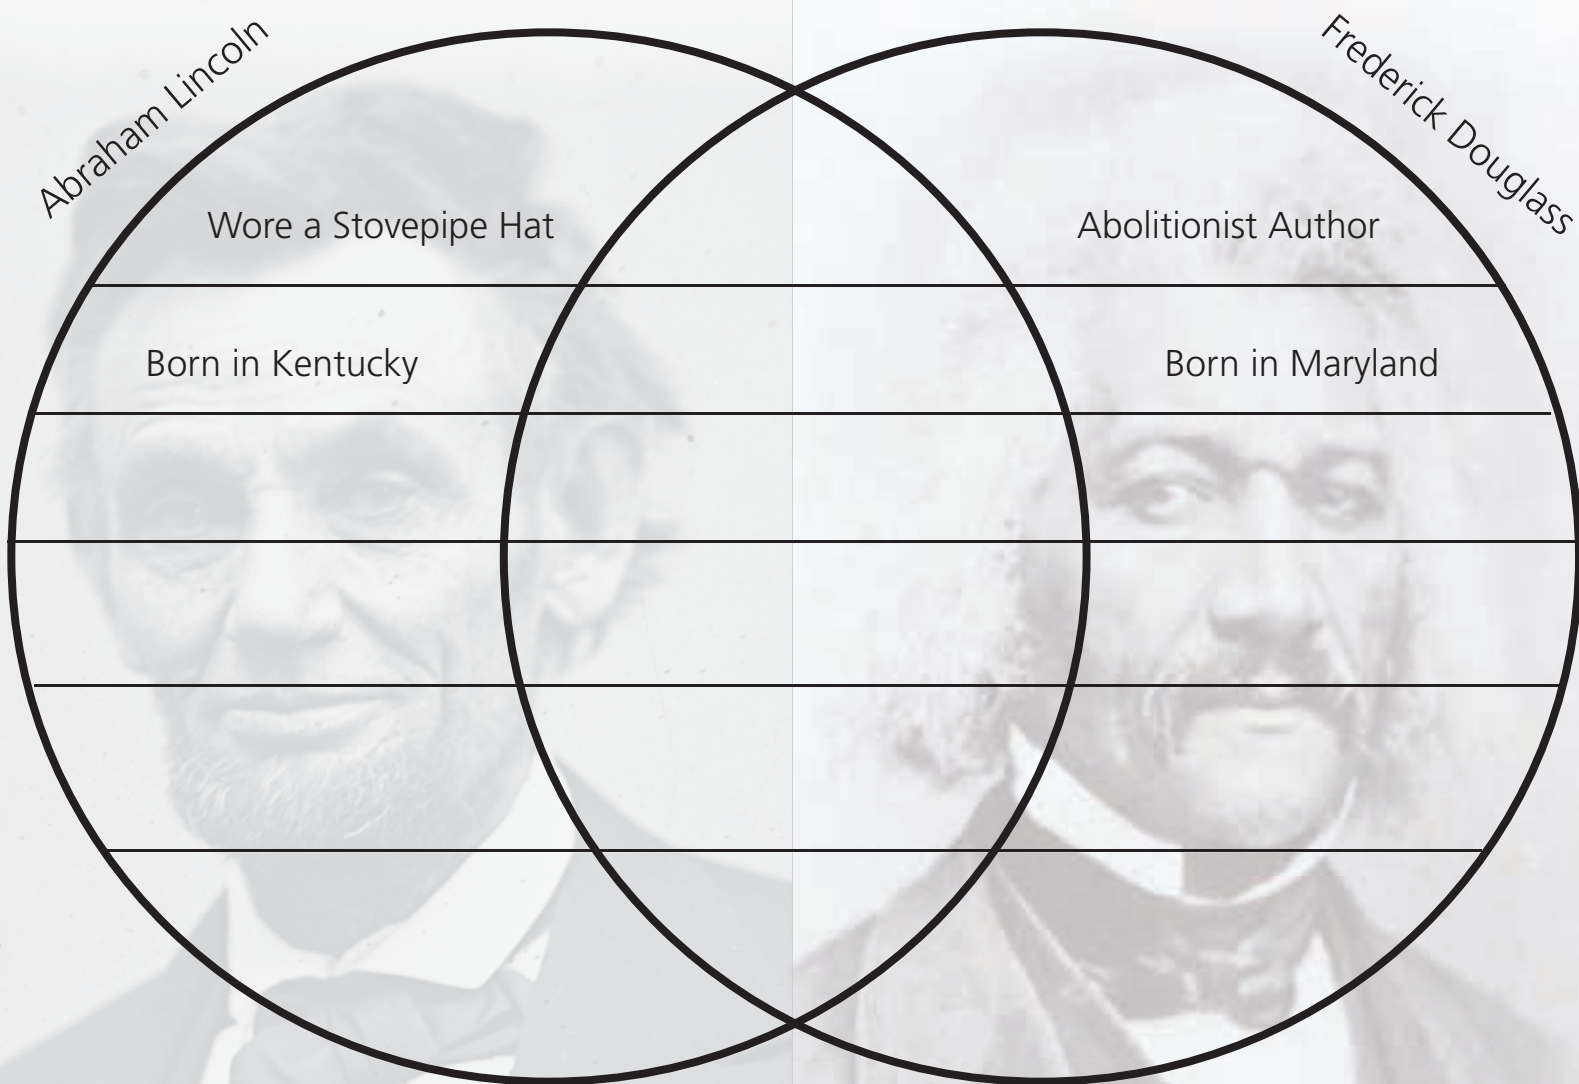 Abraham Lincoln
Frederick Douglass
Wore a Stovepipe Hat
Abolitionist Author
Born in Kentucky
Born in Maryland